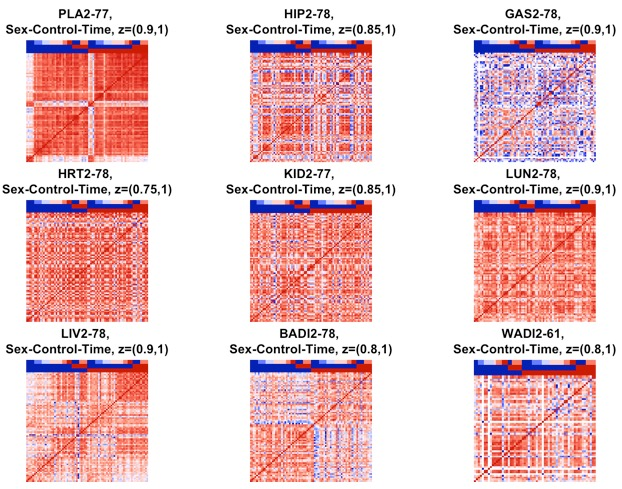 PLA2-77,
Sex-Control-Time, z=(0.9,1)
HIP2-78,
Sex-Control-Time, z=(0.85,1)
GAS2-78,
Sex-Control-Time, z=(0.9,1)
HRT2-78,
Sex-Control-Time, z=(0.75,1)
KID2-77,
Sex-Control-Time, z=(0.85,1)
LUN2-78,
Sex-Control-Time, z=(0.9,1)
LIV2-78,
Sex-Control-Time, z=(0.9,1)
BADI2-78,
Sex-Control-Time, z=(0.8,1)
WADI2-61,
Sex-Control-Time, z=(0.8,1)